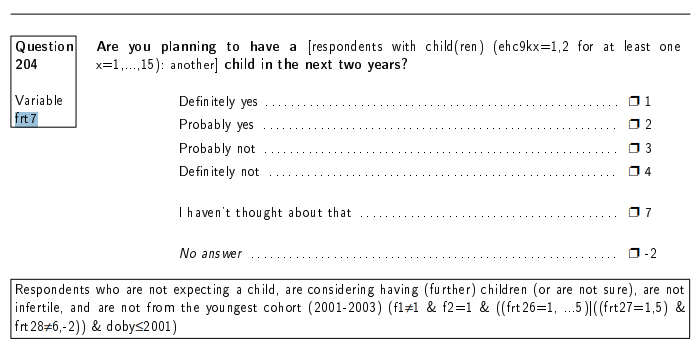 Question 204
Variable frt7
Are you planning to have a [respondents with child(ren) (ehc9kx=1,2 for at least one
x=1,...,15): another] child in the next two years?
Definitely yes ❒ 1
Probably yes ❒ 2
Probably not ❒ 3
Definitely not ❒ 4
I haven't thought about that ❒ 7
No answer ❒ -2
Respondents who are not expecting a child, are considering having (further) children (or are not sure), are not
infertile, and are not from the youngest cohort (2001-2003) (f1≠1 & f2=1 & ((frt26=1, ...5)|((frt27=1,5) &
frt28≠6,-2)) & doby≤2001)